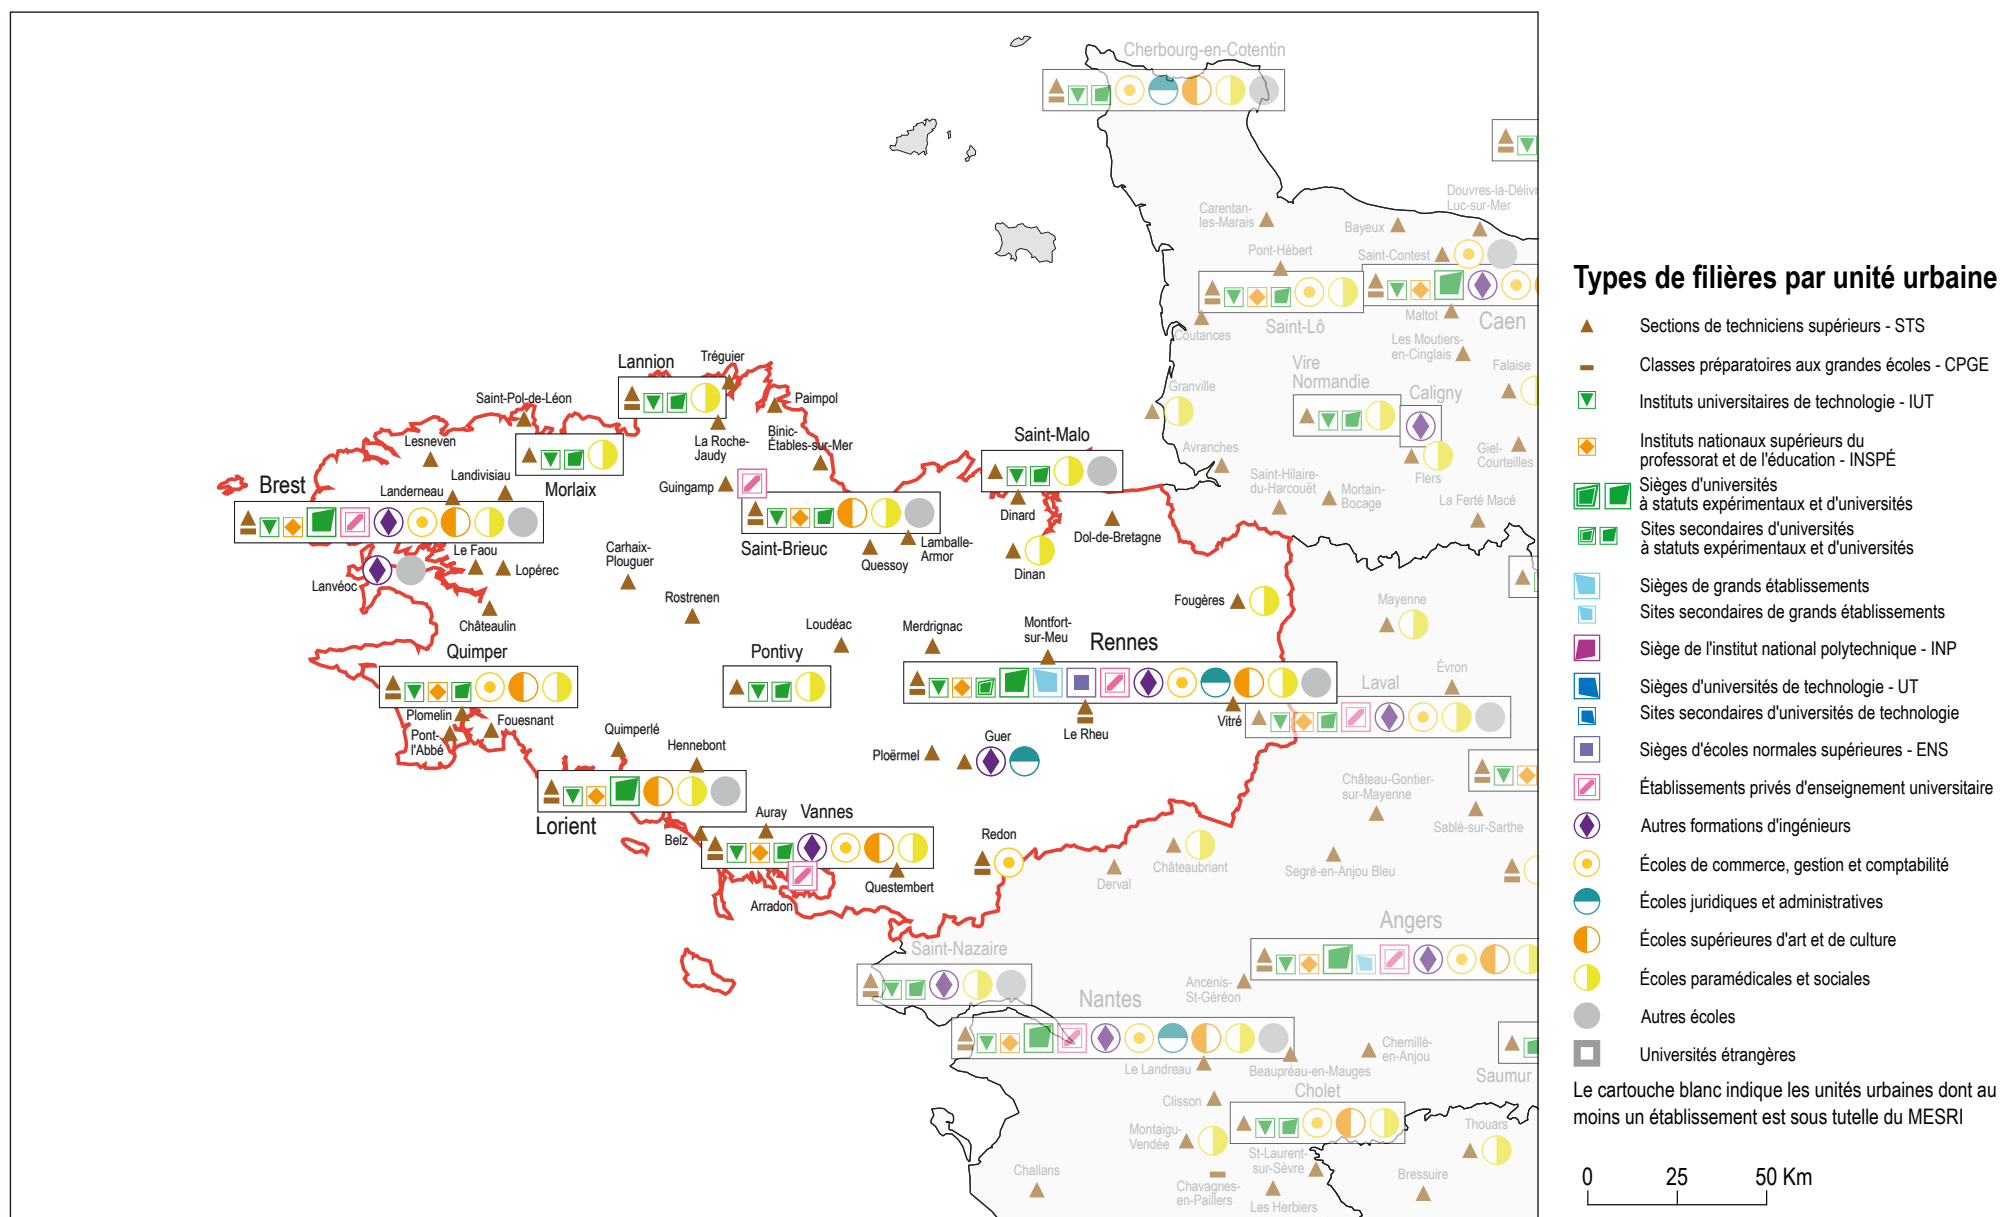 Cherbourg-en-Cotentin
Douvres-la-Déliv
Luc-sur-Mer
Carentan-
les-Marais
Bayeux
Pont-Hébert
Saint-Contest
Saint-Lô
Maltot
Caen
Coutances
Les Moutiers-
en-Cinglais
Vire
Normandie
Falaise
Granville
Caligny
Avranches
Giel-
Courteilles
Flers
Saint-Hilaire-
du-Harcouët
Mortain-
Bocage
La Ferté Macé
Lannion
Tréguier
Saint-Pol-de-Léon
Paimpol
La Roche-
Jaudy
Binic-
Étables-sur-Mer
Saint-Malo
Lesneven
Landivisiau
Morlaix
Guingamp
Brest
Landerneau
Dinard
Dol-de-Bretagne
Saint-Brieuc
Lamballe-
Armor
Quessoy
Dinan
Le Faou
Lopérec
Lanvéoc
Carhaix-
Plouguer
Châteaulin
Rostrenen
Fougères
Mayenne
Loudéac
Merdrignac
Montfort-
sur-Meu
Rennes
Quimper
Pontivy
Évron
Laval
Plomelin
Fouesnant
Pont-
l'Abbé
Quimperlé
Hennebont
Ploërmel
Guer
Le Rheu
Vitré
Château-Gontier-
sur-Mayenne
Sablé-sur-Sarthe
Lorient
Auray
Vannes
Belz
Redon
Questembert
Arradon
Derval
Châteaubriant
Segré-en-Anjou Bleu
Angers
Saint-Nazaire
Ancenis-
St-Géréon
Nantes
Le Landreau
Beaupréau-en-Mauges
Chemillé-
en-Anjou
Saumur
Clisson
Cholet
Montaigu-
Vendée
Thouars
St-Laurent-
sur-Sèvre
Challans
Chavagnes-
en-Paillers
Les Herbiers
Bressuire
Types de filières par unité urbaine
Sections de techniciens supérieurs - STS
Classes préparatoires aux grandes écoles - CPGE
Instituts universitaires de technologie - IUT
Instituts nationaux supérieurs du
professorat et de l'éducation - INSPÉ
Sièges d'universités
à statuts expérimentaux et d'universités
Sites secondaires d'universités
à statuts expérimentaux et d'universités
Sièges de grands établissements
Sites secondaires de grands établissements
Siège de l'institut national polytechnique - INP
Sièges d'universités de technologie - UT
Sites secondaires d'universités de technologie
Sièges d'écoles normales supérieures - ENS
Établissements privés d'enseignement universitaire
Autres formations d'ingénieurs
Écoles de commerce, gestion et comptabilité
Écoles juridiques et administratives
Écoles supérieures d'art et de culture
Écoles paramédicales et sociales
Autres écoles
Universités étrangères
Le cartouche blanc indique les unités urbaines dont au
moins un établissement est sous tutelle du MESRI
0 25 50 Km